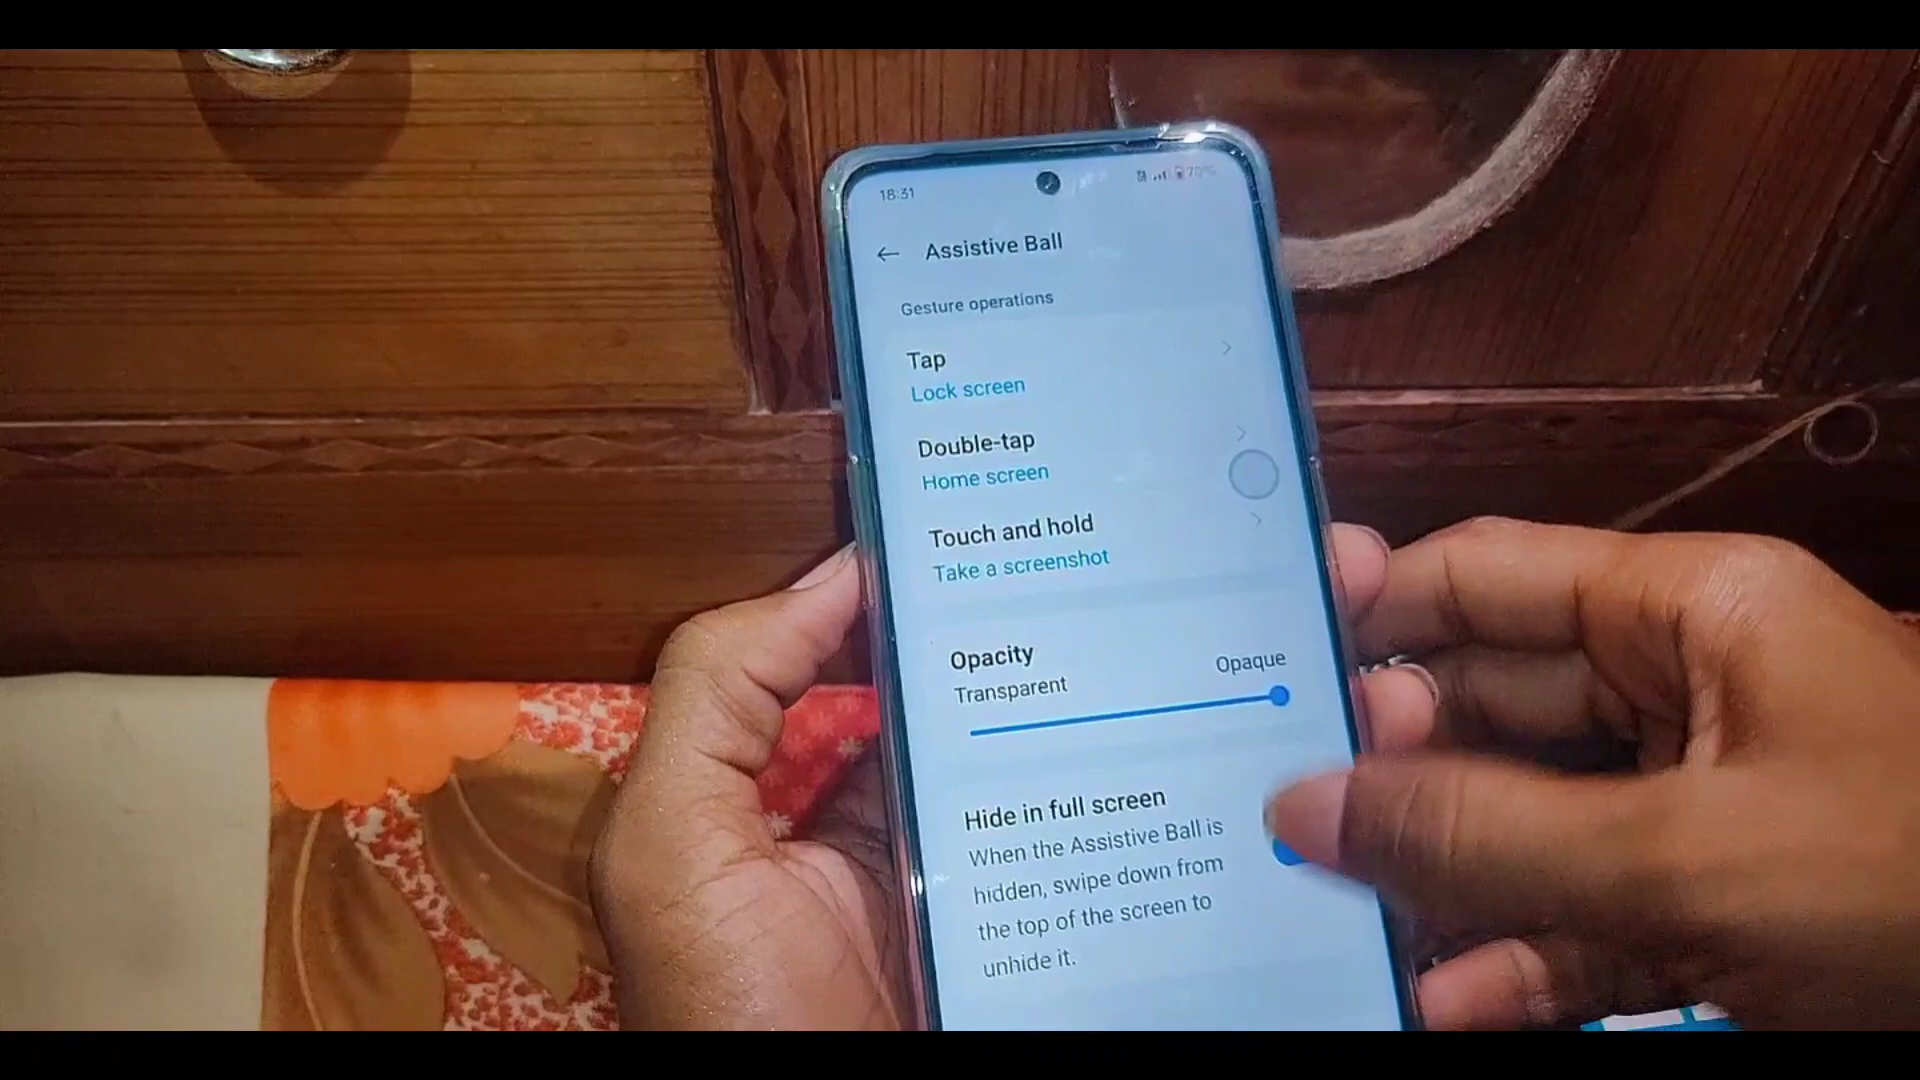 18:31
70%
Assistive Ball
Gesture operations
Tap
Lock screen
Double-tap
Home screen
Touch and hold
Take a screenshot
Opacity
Transparent
Opaque
Hide in full screen
When the Assistive Ball is
hidden, swipe down from
the top of the screen to
unhide it.